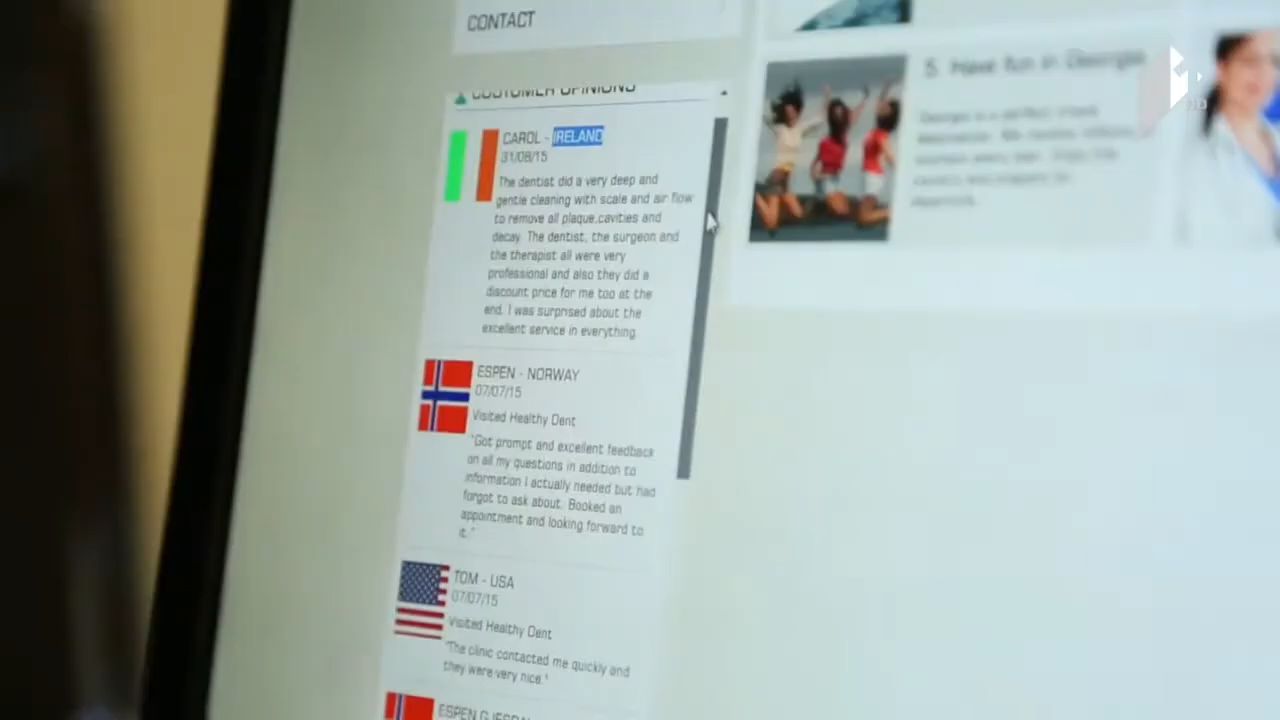 CONTACT
CUSTOMER OPINIONS
CAROL - IRELAND
31/08/15
The dentist did a very deep and
gentle cleaning with scale and air flow
to remove all plaque,cavities and
decay. The dentist, the surgeon and
the therapist all were very
professional and also they did a
discount price for me too at the
end. I was surprised about the
excellent service in everything.
ESPEN - NORWAY
07/07/15
Visited Healthy Dent
"Got prompt and excellent feedback
on all my questions in addition to
information I actually needed but had
forgot to ask about. Booked an
appointment and looking forward to
it."
TOM - USA
07/07/15
Visited Healthy Dent
"The clinic contacted me quickly and
they were very nice."
ESPEN
5. Have fun in Georgia